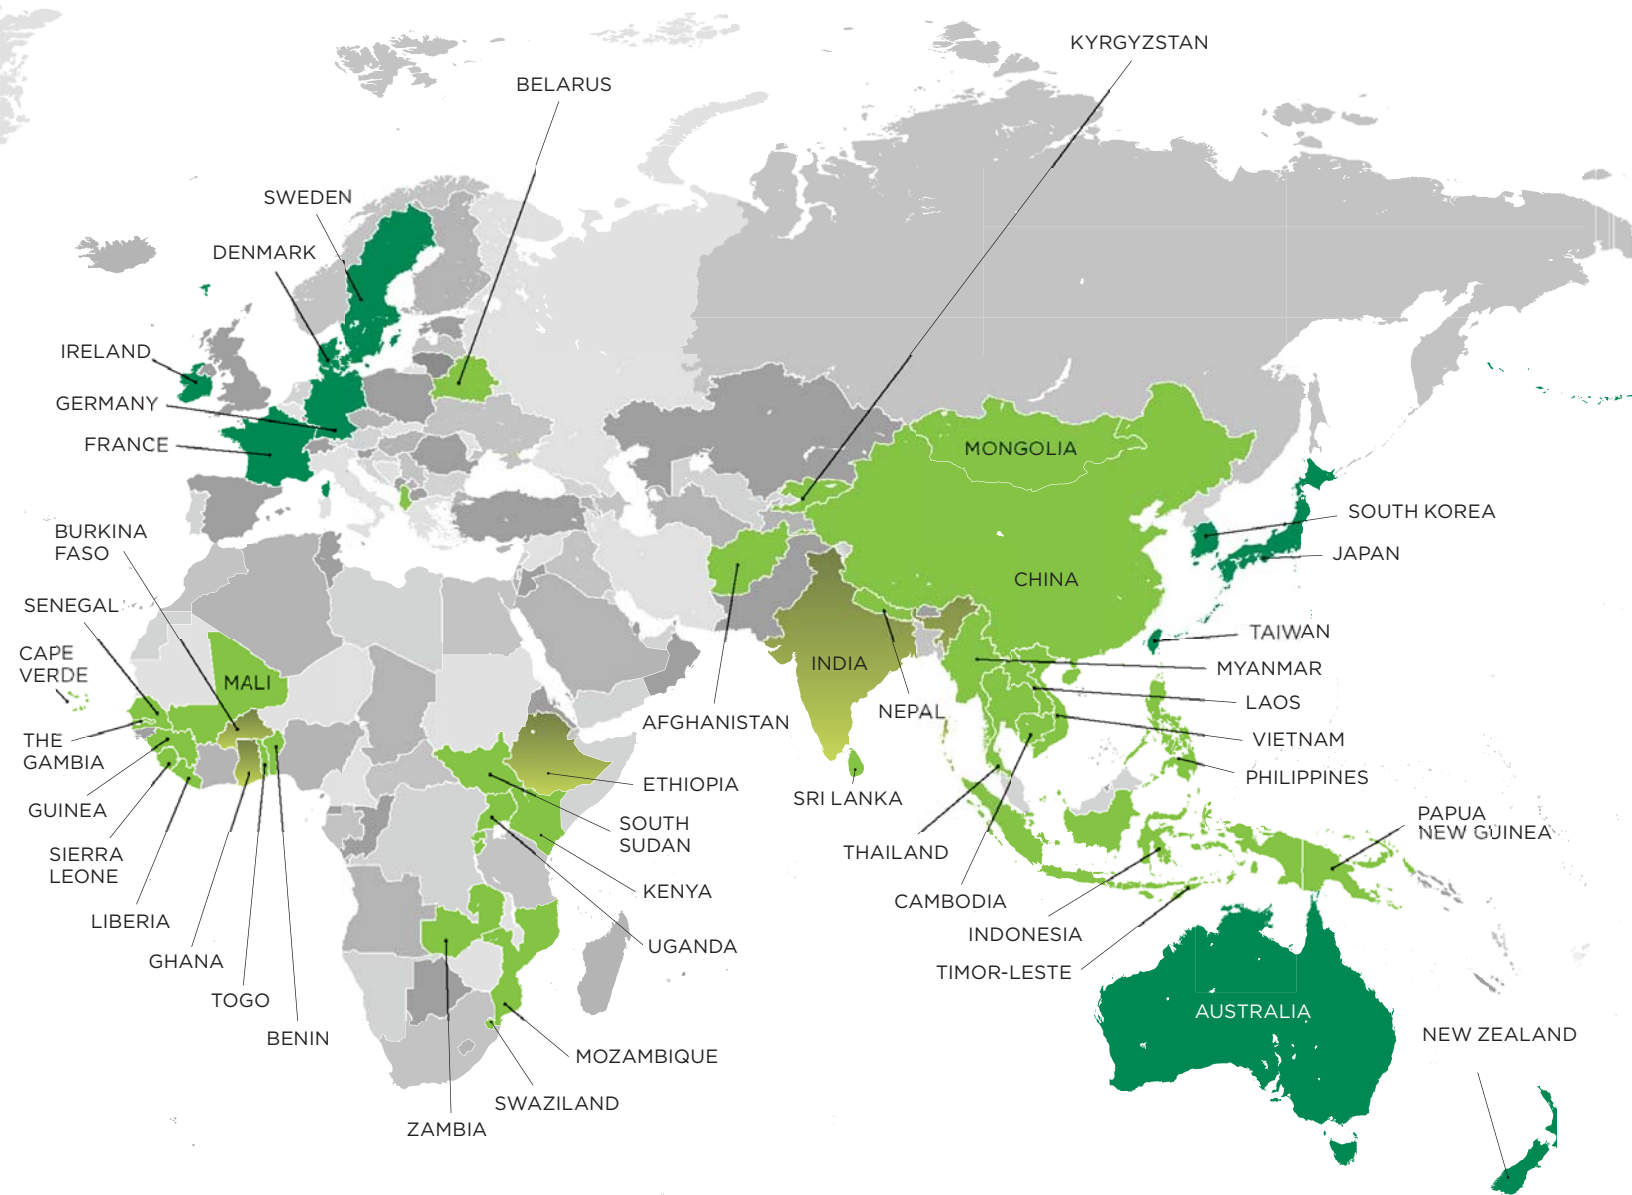 KYRGYZSTAN
BELARUS
SWEDEN
DENMARK
IRELAND
GERMANY
FRANCE
MONGOLIA
SOUTH KOREA
BURKINA
FASO
JAPAN
CHINA
SENEGAL
TAIWAN
CAPE
VERDE
INDIA
MYANMAR
MALI
LAOS
NEPAL
AFGHANISTAN
THE
GAMBIA
VIETNAM
PHILIPPINES
ETHIOPIA
SRI LANKA
GUINEA
SOUTH
SUDAN
PAPUA
NEW GUINEA
SIERRA
LEONE
THAILAND
KENYA
CAMBODIA
LIBERIA
INDONESIA
UGANDA
GHANA
TIMOR-LESTE
TOGO
AUSTRALIA
BENIN
NEW ZEALAND
MOZAMBIQUE
SWAZILAND
ZAMBIA